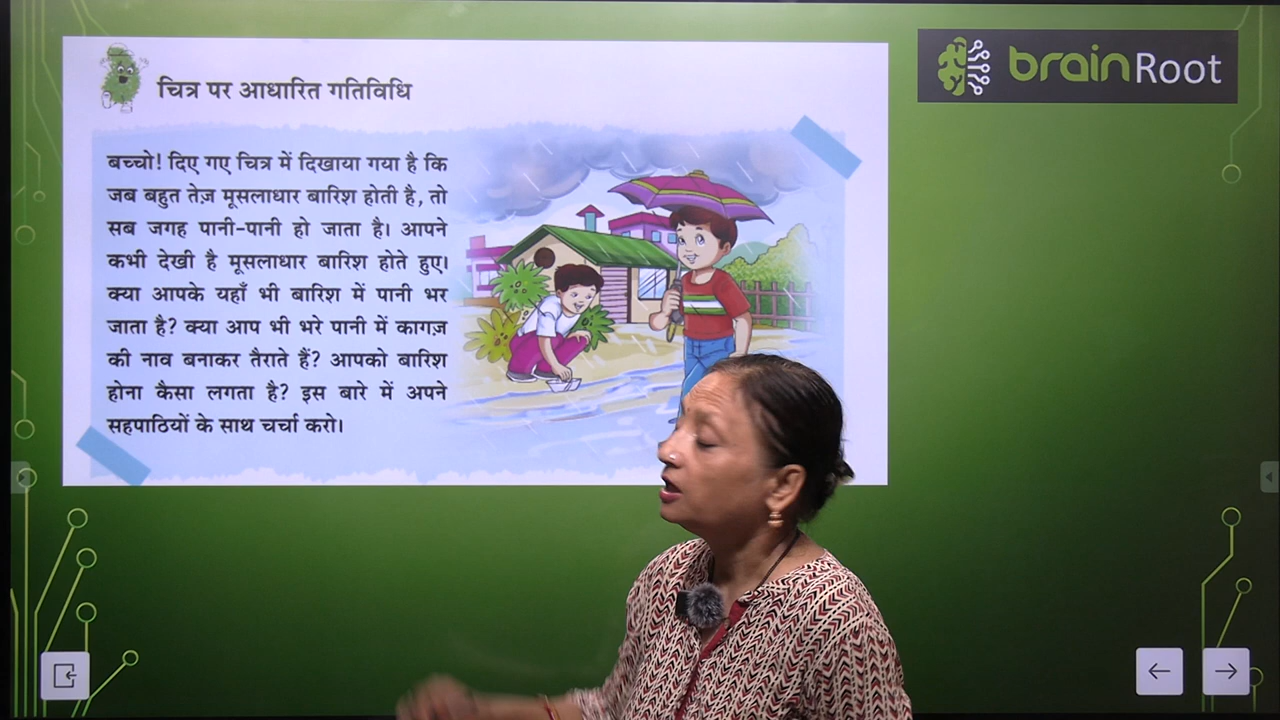 brainRoot
चित्र पर आधारित गतिविधि
बच्चो! दिए गए चित्र में दिखाया गया है कि
जब बहुत तेज़ मूसलाधार बारिश होती है, तो
सब जगह पानी-पानी हो जाता है। आपने
कभी देखी है मूसलाधार बारिश होते हुए।
क्या आपके यहाँ भी बारिश में पानी भर
जाता है? क्या आप भी भरे पानी में कागज़
की नाव बनाकर तैराते हैं? आपको बारिश
होना कैसा लगता है? इस बारे में अपने
सहपाठियों के साथ चर्चा करो।